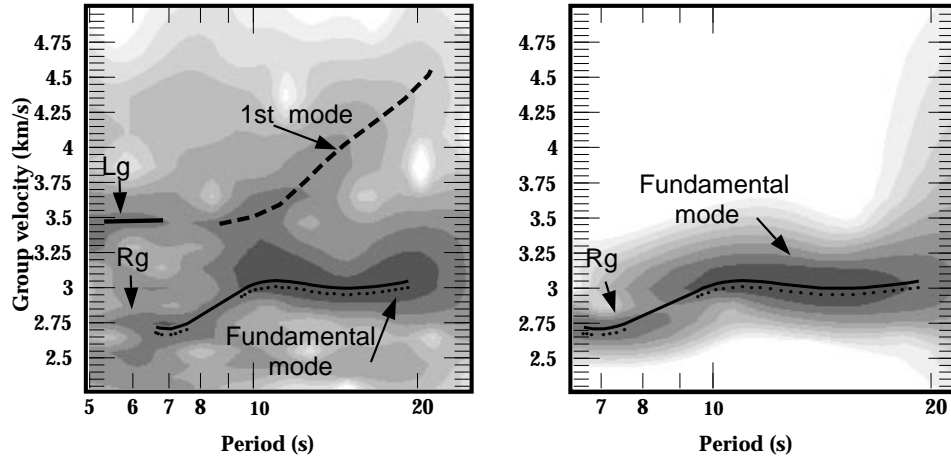 Group velocity (km/s)
4.75
4.5
4.25
4
3.75
3.5
3.25
3
2.75
2.5
1st mode
Lg
Rg
Fundamental
mode
5 6 7 8 10 20
Period (s)
4.75
4.5
4.25
4
3.75
3.5
3.25
3
2.75
2.5
Fundamental
mode
Rg
7 8 10 20
Period (s)